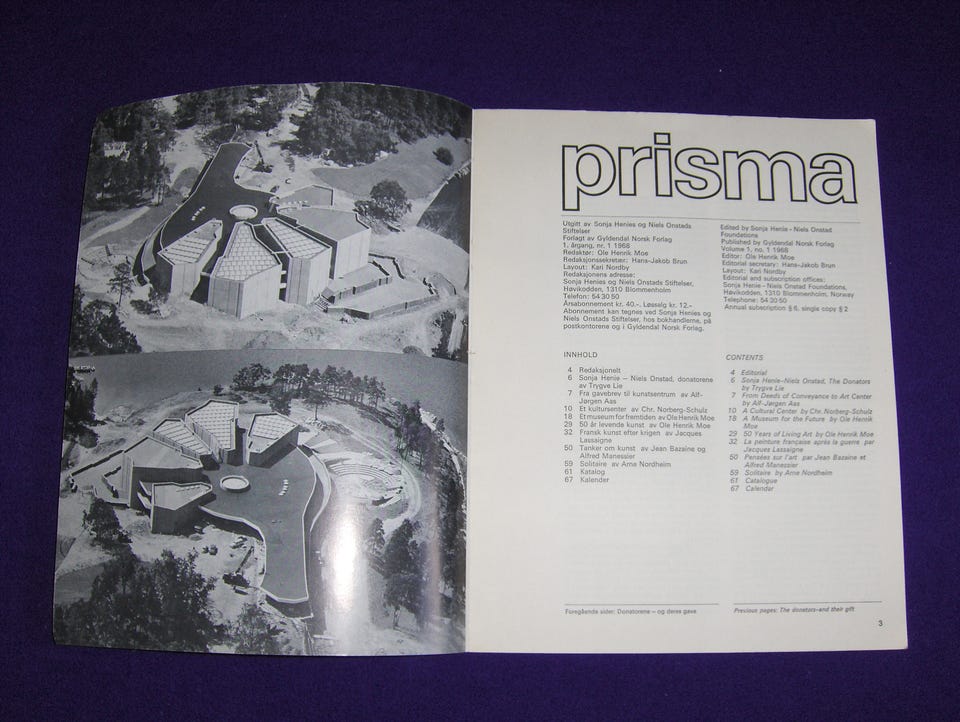 prisma
Utgitt av Sonja Henies og Niels Onstads
Stiftelser
Forlagt av Gyldendal Norsk Forlag
1. årgang, nr. 1 1968
Redaktør: Ole Henrik Moe
Redaksjonssekretær: Hans-Jakob Brun
Layout: Kari Nordby
Redaksjonens adresse:
Sonja Henies og Niels Onstads Stiftelser,
Høvikodden, 1310 Blommenholm
Telefon: 54 30 50
Årsabonnement kr. 40.-. Løssalg kr. 12.-
Abonnement kan tegnes ved Sonja Henies og
Niels Onstads Stiftelser, hos bokhandlerne, på
postkontorene og i Gyldendal Norsk Forlag.
Edited by Sonja Henie - Niels Onstad
Foundations
Published by Gyldendal Norsk Forlag
Volume 1, no. 1 1968
Editor: Ole Henrik Moe
Editorial secretary: Hans-Jakob Brun
Layout: Kari Nordby
Editorial and subscription offices:
Sonja Henie-Niels Onstad Foundations,
Høvikodden, 1310 Blommenholm, Norway
Telephone: 54 30 50
Annual subscription $ 6. single copy $ 2
INNHOLD
4 Redaksjonelt
6 Sonja Henie – Niels Onstad, donatorene
av Trygve Lie
7 Fra gavebrev til kunstsentrum av Alf-
Jørgen Aas
10 Et kultursenter av Chr. Norberg-Schulz
18 Et museum for fremtiden av Ole Henrik Moe
29 50 år levende kunst av Ole Henrik Moe
32 Fransk kunst efter krigen av Jacques
Lassaigne
50 Tanker om kunst av Jean Bazaine og
Alfred Manessier
59 Solitaire av Arne Nordheim
61 Katalog
67 Kalender
CONTENTS
4 Editorial
6 Sonja Henie-Niels Onstad, The Donators
by Trygve Lie
7 From Deeds of Conveyance to Art Center
by Alf-Jørgen Aas
10 A Cultural Center by Chr. Norberg-Schulz
18 A Museum for the Future by Ole Henrik
Moe
29 50 Years of Living Art by Ole Henrik Moe
32 La peinture française après la guerre par
Jacques Lassaigne
50 Pensées sur l'art par Jean Bazaine et
Alfred Manessier
59 Solitaire by Arne Nordheim
61 Catalogue
67 Calendar
Foregående sider: Donatorene – og deres gave
Previous pages: The donators–and their gift
3